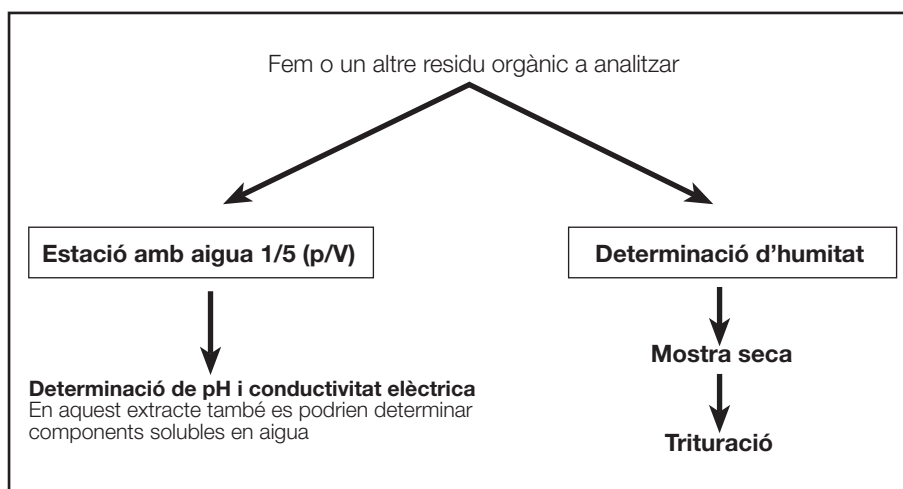 Fem o un altre residu orgànic a analitzar
Estació amb aigua 1/5 (p/V)
Determinació de pH i conductivitat elèctrica
En aquest extracte també es podrien determinar
components solubles en aigua
Determinació d'humitat
Mostra seca
Trituració